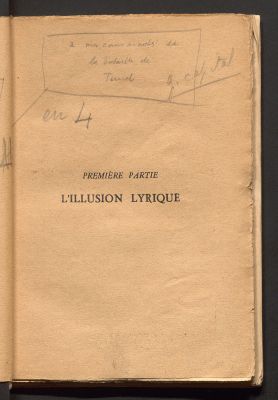 à mes camarades de
la bataille de
Teruel
en 4
PREMIÈRE PARTIE
L'ILLUSION LYRIQUE